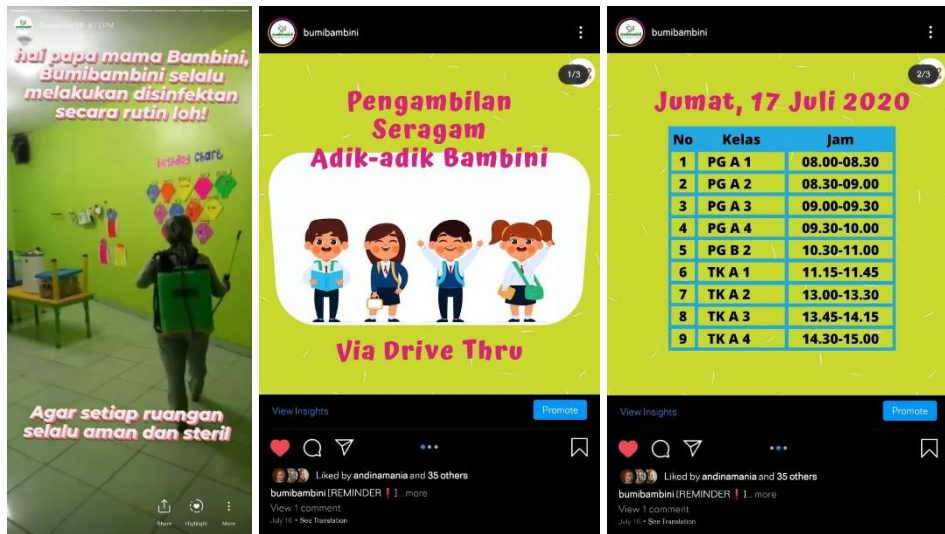 December 18 6:12 PM
hai papa mama Bambini,
Bumibambini selalu
melakukan disinfektan
secara rutin loh!
Birthday Chart
Agar setiap ruangan
selalu aman dan steril
Share Highlight More
bumibambini
1/3
Pengambilan
Seragam
Adik-adik Bambini
Via Drive Thru
View Insights Promote
Liked by andinamania and 35 others
bumibambini [REMINDER❗]... more
View 1 comment
July 16 • See Translation
bumibambini
2/3
Jumat, 17 Juli 2020
No Kelas Jam
1 PG A 1 08.00-08.30
2 PG A 2 08.30-09.00
3 PG A 3 09.00-09.30
4 PG A 4 09.30-10.00
5 PG B 2 10.30-11.00
6 TK A 1 11.15-11.45
7 TK A 2 13.00-13.30
8 TK A 3 13.45-14.15
9 TK A 4 14.30-15.00
View Insights Promote
Liked by andinamania and 35 others
bumibambini [REMINDER❗]... more
View 1 comment
July 16 • See Translation